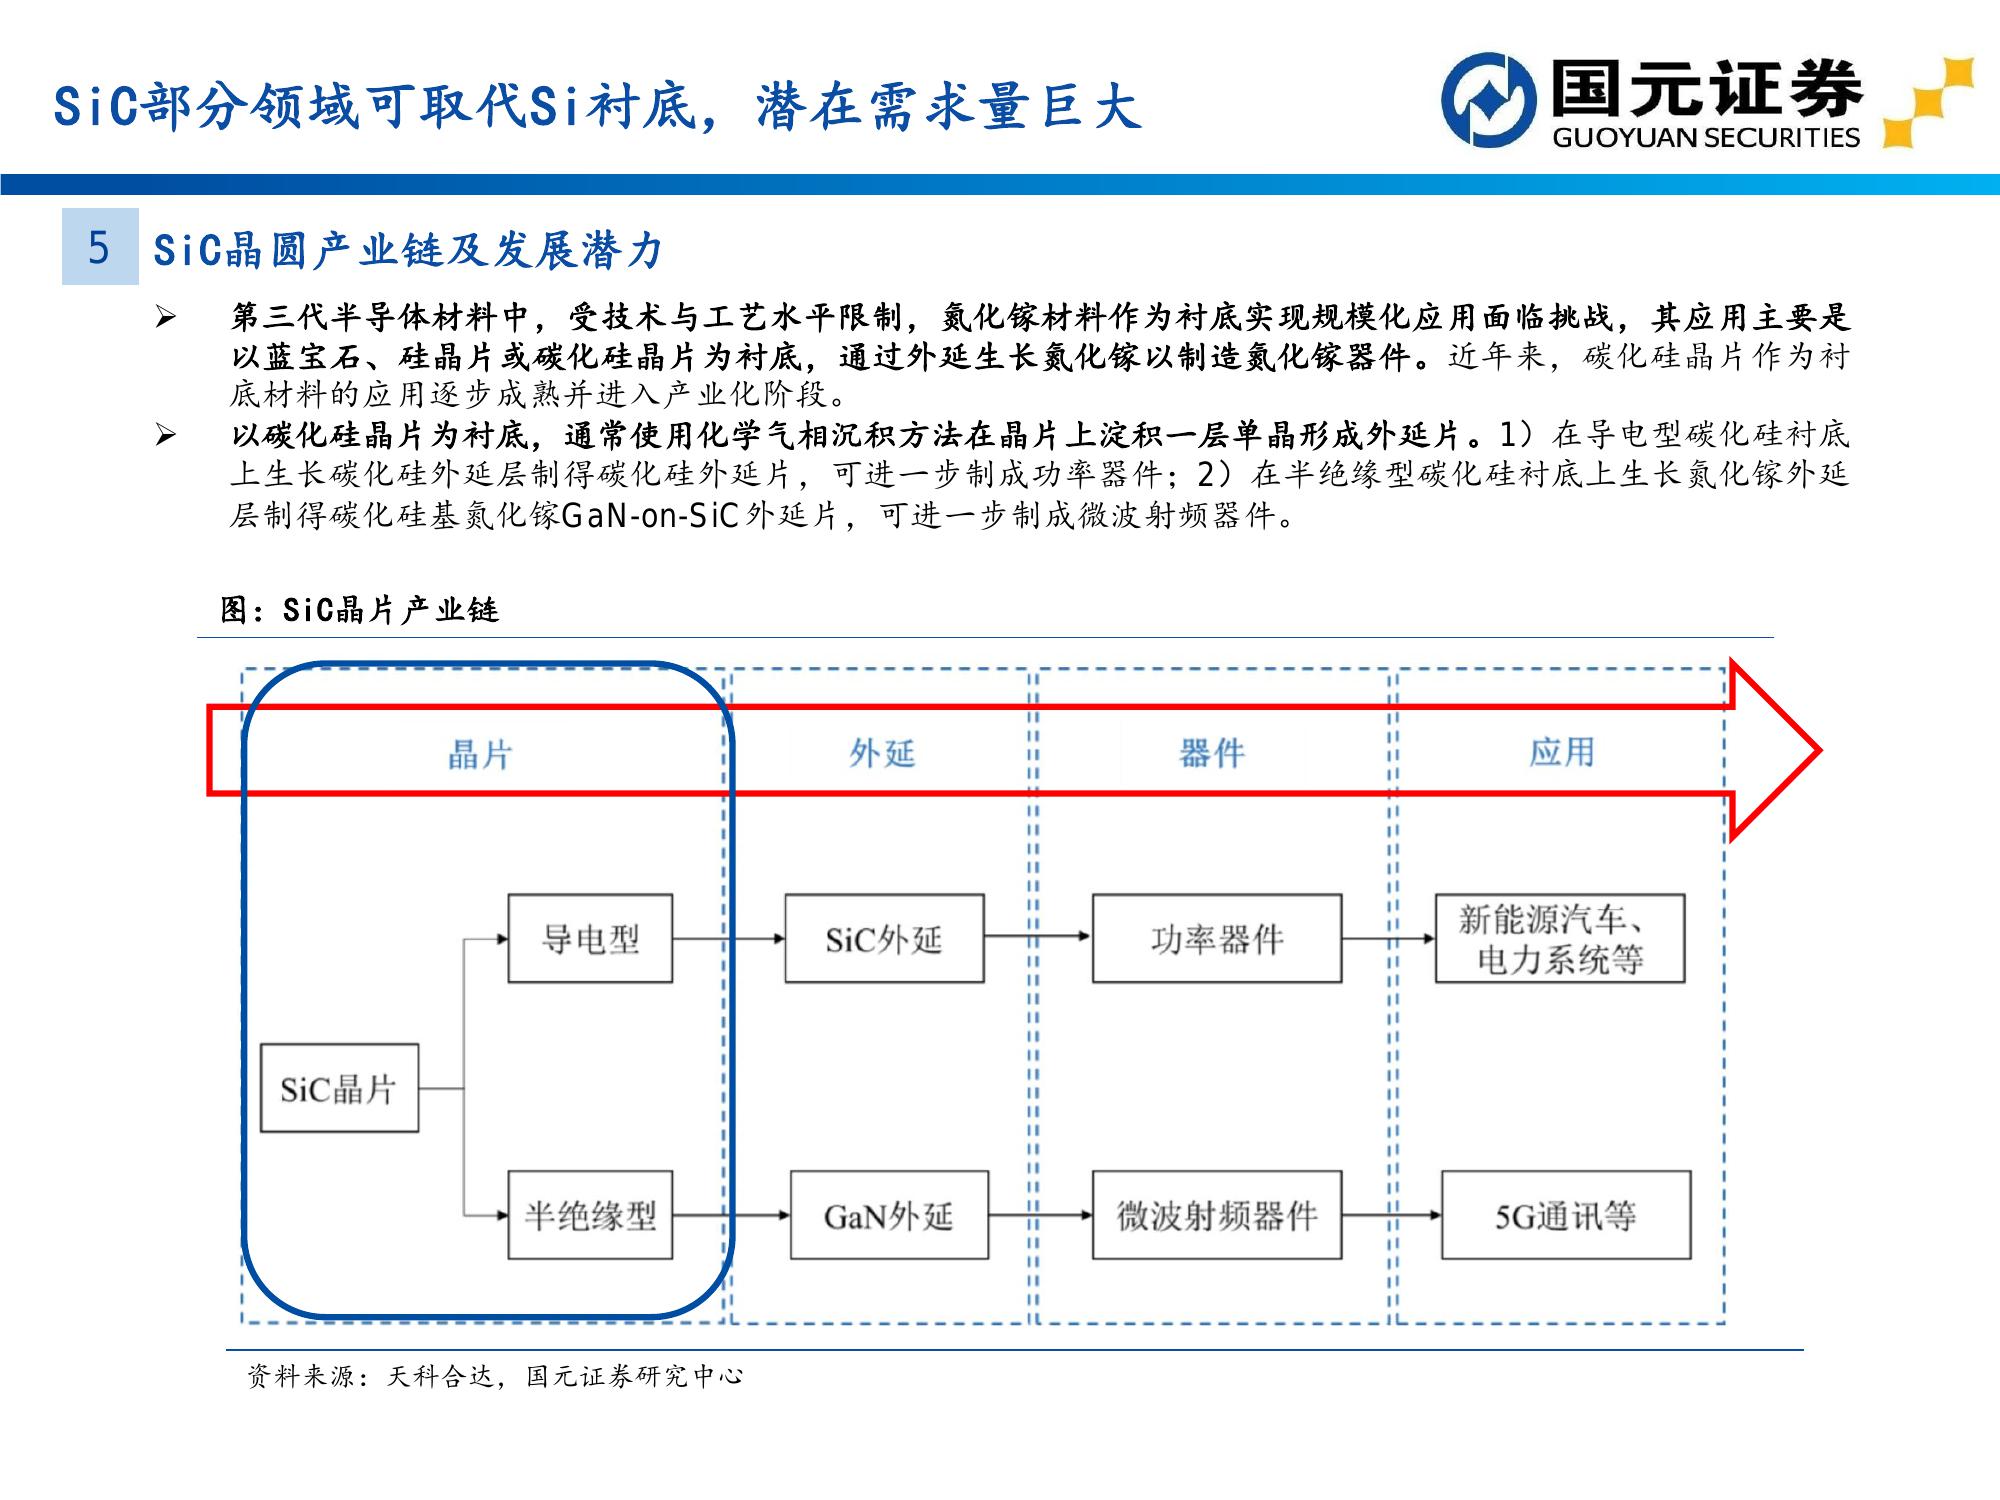 SiC部分领域可取代Si衬底，潜在需求量巨大
国元证券
GUOYUAN SECURITIES
5
SiC晶圆产业链及发展潜力
➢ 第三代半导体材料中，受技术与工艺水平限制，氮化镓材料作为衬底实现规模化应用面临挑战，其应用主要是
以蓝宝石、硅晶片或碳化硅晶片为衬底，通过外延生长氮化镓以制造氮化镓器件。近年来，碳化硅晶片作为衬
底材料的应用逐步成熟并进入产业化阶段。
➢ 以碳化硅晶片为衬底，通常使用化学气相沉积方法在晶片上淀积一层单晶形成外延片。1）在导电型碳化硅衬底
上生长碳化硅外延层制得碳化硅外延片，可进一步制成功率器件；2）在半绝缘型碳化硅衬底上生长氮化镓外延
层制得碳化硅基氮化镓GaN-on-SiC外延片，可进一步制成微波射频器件。
图：SiC晶片产业链
晶片
外延
器件
应用
导电型
SiC外延
功率器件
新能源汽车、
电力系统等
SiC晶片
半绝缘型
GaN外延
微波射频器件
5G通讯等
资料来源：天科合达，国元证券研究中心